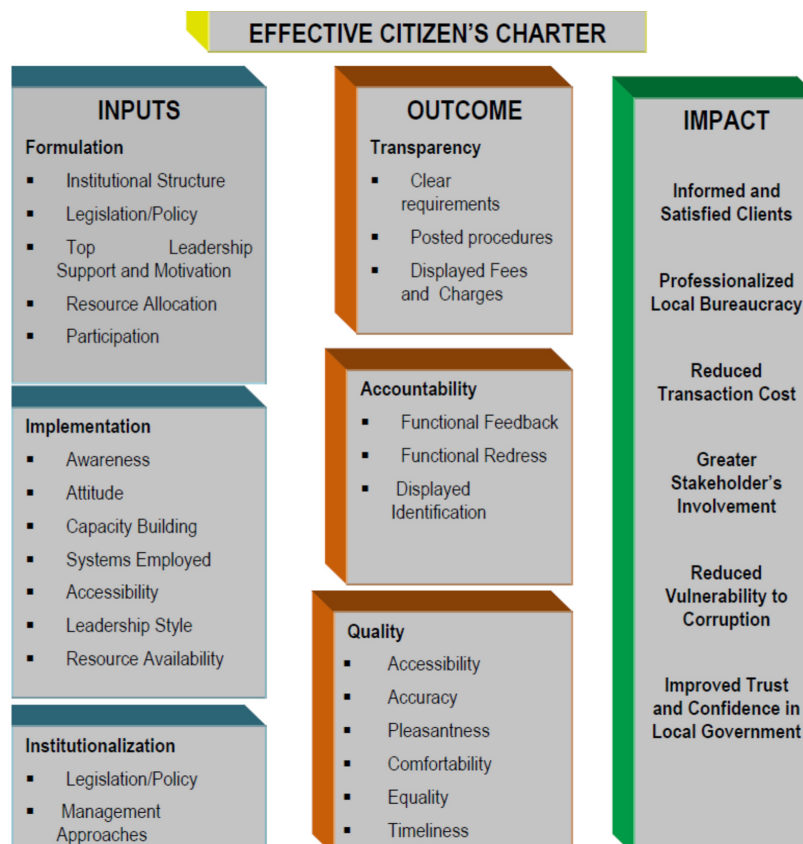 EFFECTIVE CITIZEN'S CHARTER
INPUTS
Formulation
▪ Institutional Structure
▪ Legislation/Policy
▪ Top Leadership
Support and Motivation
▪ Resource Allocation
▪ Participation
Implementation
▪ Awareness
▪ Attitude
▪ Capacity Building
▪ Systems Employed
▪ Accessibility
▪ Leadership Style
▪ Resource Availability
Institutionalization
▪ Legislation/Policy
▪ Management
Approaches
OUTCOME
Transparency
▪ Clear
requirements
▪ Posted procedures
▪ Displayed Fees
and Charges
Accountability
▪ Functional Feedback
▪ Functional Redress
▪ Displayed
Identification
Quality
▪ Accessibility
▪ Accuracy
▪ Pleasantness
▪ Comfortability
▪ Equality
▪ Timeliness
IMPACT
Informed and
Satisfied Clients
Professionalized
Local Bureaucracy
Reduced
Transaction Cost
Greater
Stakeholder's
Involvement
Reduced
Vulnerability to
Corruption
Improved Trust
and Confidence in
Local Government